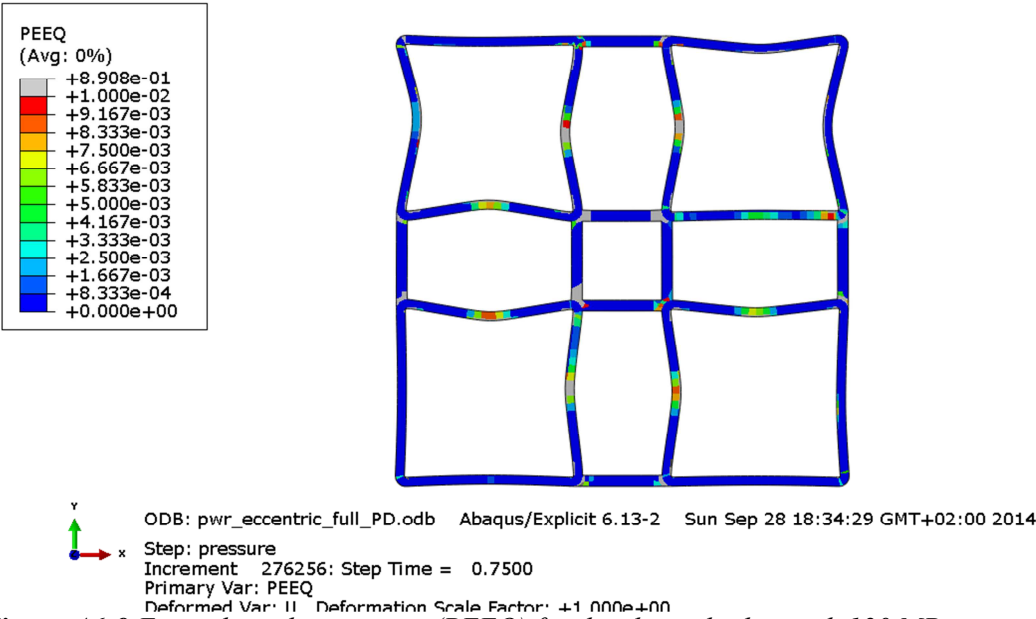 PEEQ
(Avg: 0%)
+8.908e-01
+1.000e-02
+9.167e-03
+8.333e-03
+7.500e-03
+6.667e-03
+5.833e-03
+5.000e-03
+4.167e-03
+3.333e-03
+2.500e-03
+1.667e-03
+8.333e-04
+0.000e+00
Y
X
ODB: pwr_eccentric_full_PD.odb Abaqus/Explicit 6.13-2 Sun Sep 28 18:34:29 GMT+02:00 2014
Step: pressure
Increment 276256: Step Time = 0.7500
Primary Var: PEEQ
Deformed Var: U Deformation Scale Factor: +1.000e+00
(PEEQ)